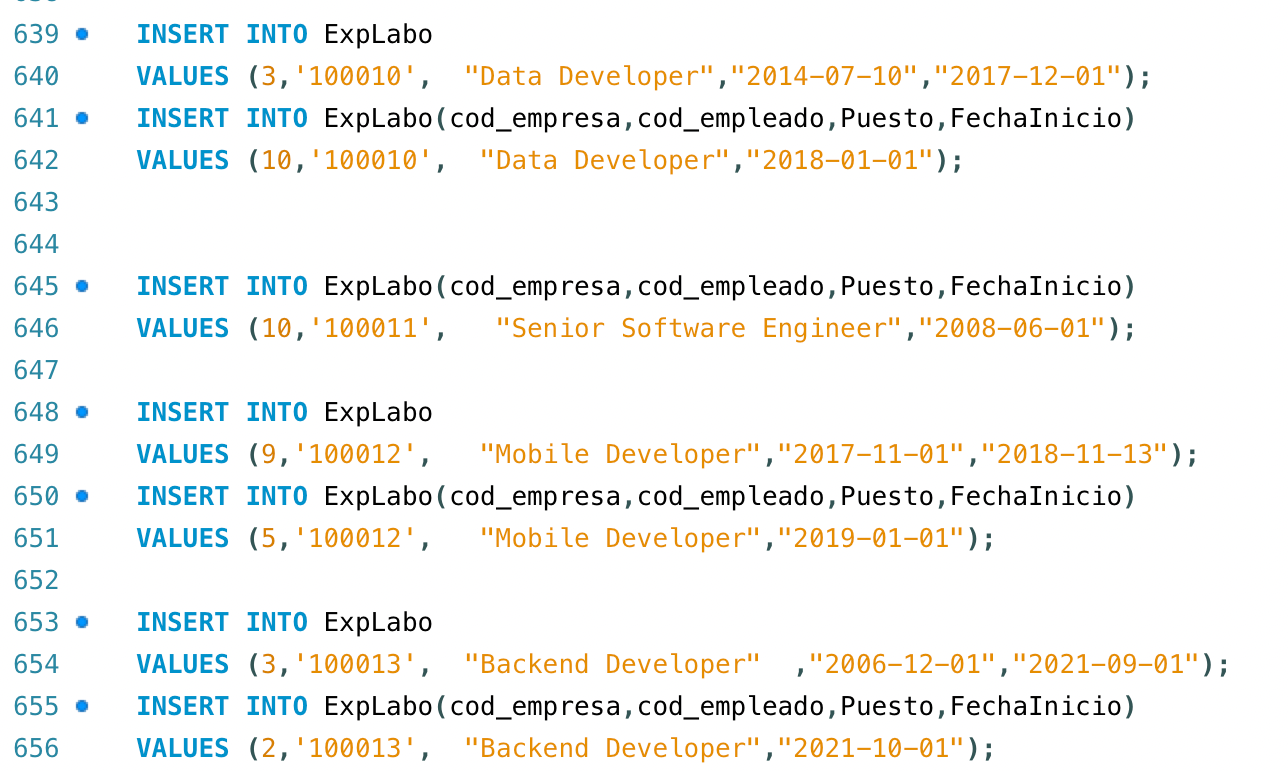 639 INSERT INTO ExpLabo
640 VALUES (3,'100010',  "Data Developer","2014-07-10","2017-12-01");
641 INSERT INTO ExpLabo(cod_empresa,cod_empleado,Puesto,FechaInicio)
642 VALUES (10,'100010',  "Data Developer","2018-01-01");
643
644
645 INSERT INTO ExpLabo(cod_empresa,cod_empleado,Puesto,FechaInicio)
646 VALUES (10,'100011',   "Senior Software Engineer","2008-06-01");
647
648 INSERT INTO ExpLabo
649 VALUES (9,'100012',   "Mobile Developer","2017-11-01","2018-11-13");
650 INSERT INTO ExpLabo(cod_empresa,cod_empleado,Puesto,FechaInicio)
651 VALUES (5,'100012',   "Mobile Developer","2019-01-01");
652
653 INSERT INTO ExpLabo
654 VALUES (3,'100013',  "Backend Developer"  ,"2006-12-01","2021-09-01");
655 INSERT INTO ExpLabo(cod_empresa,cod_empleado,Puesto,FechaInicio)
656 VALUES (2,'100013',  "Backend Developer","2021-10-01");